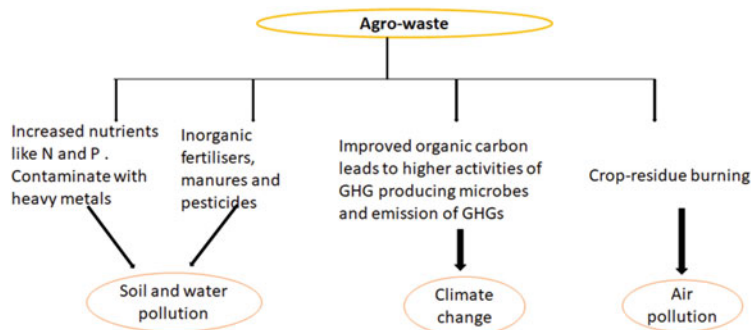 Agro-waste
Increased nutrients
like N and P .
Contaminate with
heavy metals
Inorganic
fertilisers,
manures and
pesticides
Improved organic carbon
leads to higher activities of
GHG producing microbes
and emission of GHGs
Crop-residue burning
Soil and water
pollution
Climate
change
Air
pollution